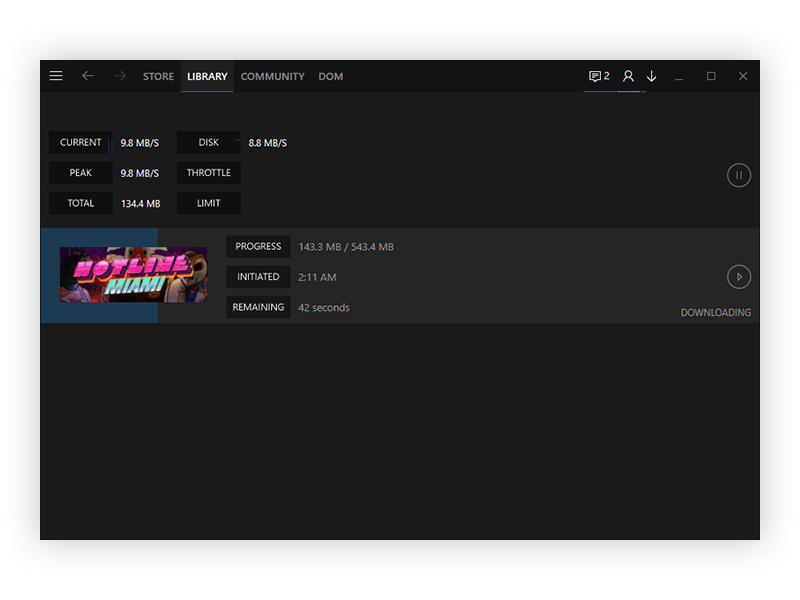 STORE LIBRARY COMMUNITY DOM 2
CURRENT 9.8 MB/S DISK 8.8 MB/S
PEAK 9.8 MB/S THROTTLE
TOTAL 134.4 MB LIMIT
HOTLINE
MIAMI
PROGRESS 143.3 MB / 543.4 MB
INITIATED 2:11 AM
REMAINING 42 seconds
DOWNLOADING